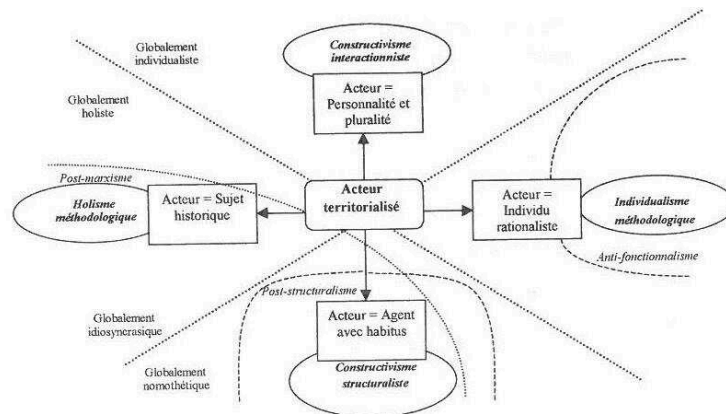 Globalement
individualiste
Constructivisme
interactionniste
Acteur =
Personnalité et
pluralité
Globalement
holiste
Post-marxisme
Holisme
méthodologique
Acteur = Sujet
historique
Acteur
territorialisé
Acteur =
Individu
rationaliste
Individualisme
méthodologique
Anti-fonctionnalisme
Post-structuralisme
Globalement
idiosyncrasique
Acteur = Agent
avec habitus
Globalement
nomothétique
Constructivisme
structuraliste